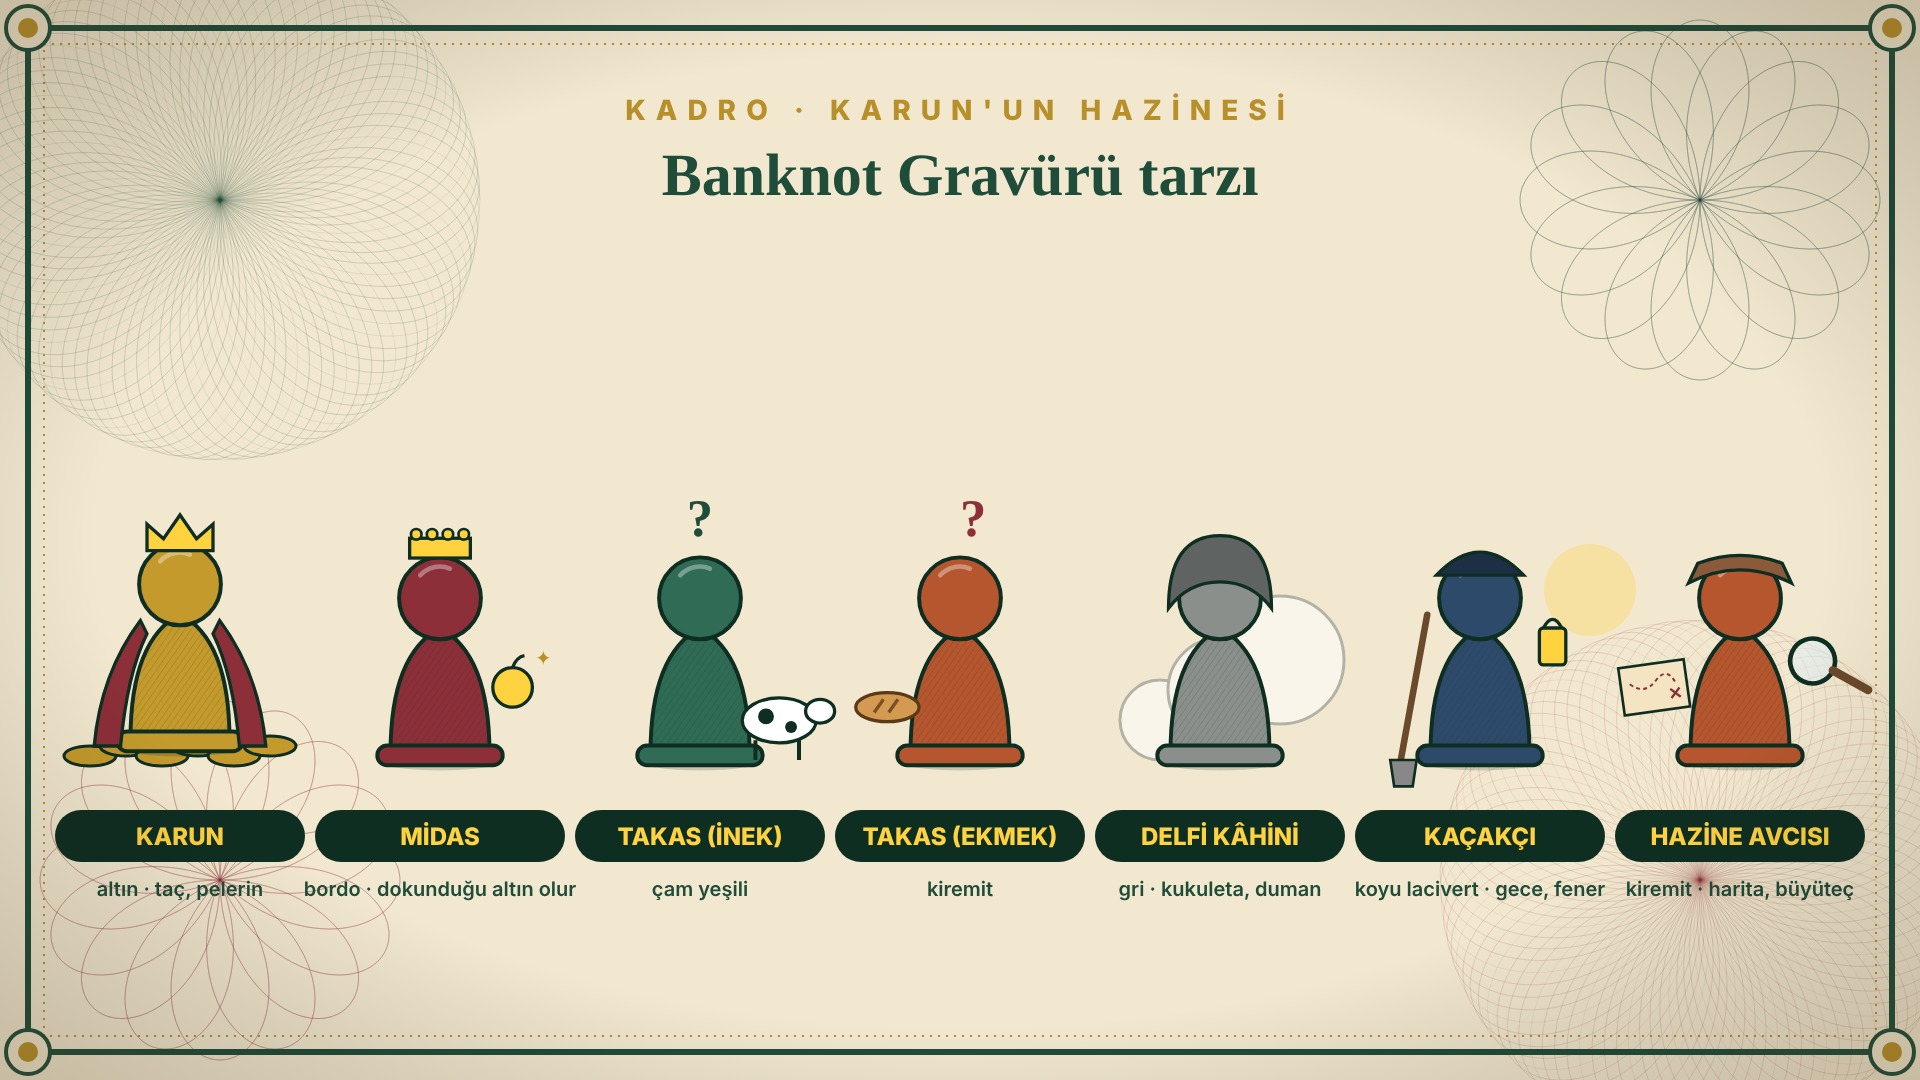 KADRO · KARUN'UN HAZİNESİ
Banknot Gravürü tarzı
? ?
KARUN MİDAS TAKAS (İNEK) TAKAS (EKMEK) DELFİ KÂHİNİ KAÇAKÇI HAZİNE AVCISI
altın · taç, pelerin bordo · dokunduğu altın olur çam yeşili kiremit gri · kukuleta, duman koyu lacivert · gece, fener kiremit · harita, büyüteç